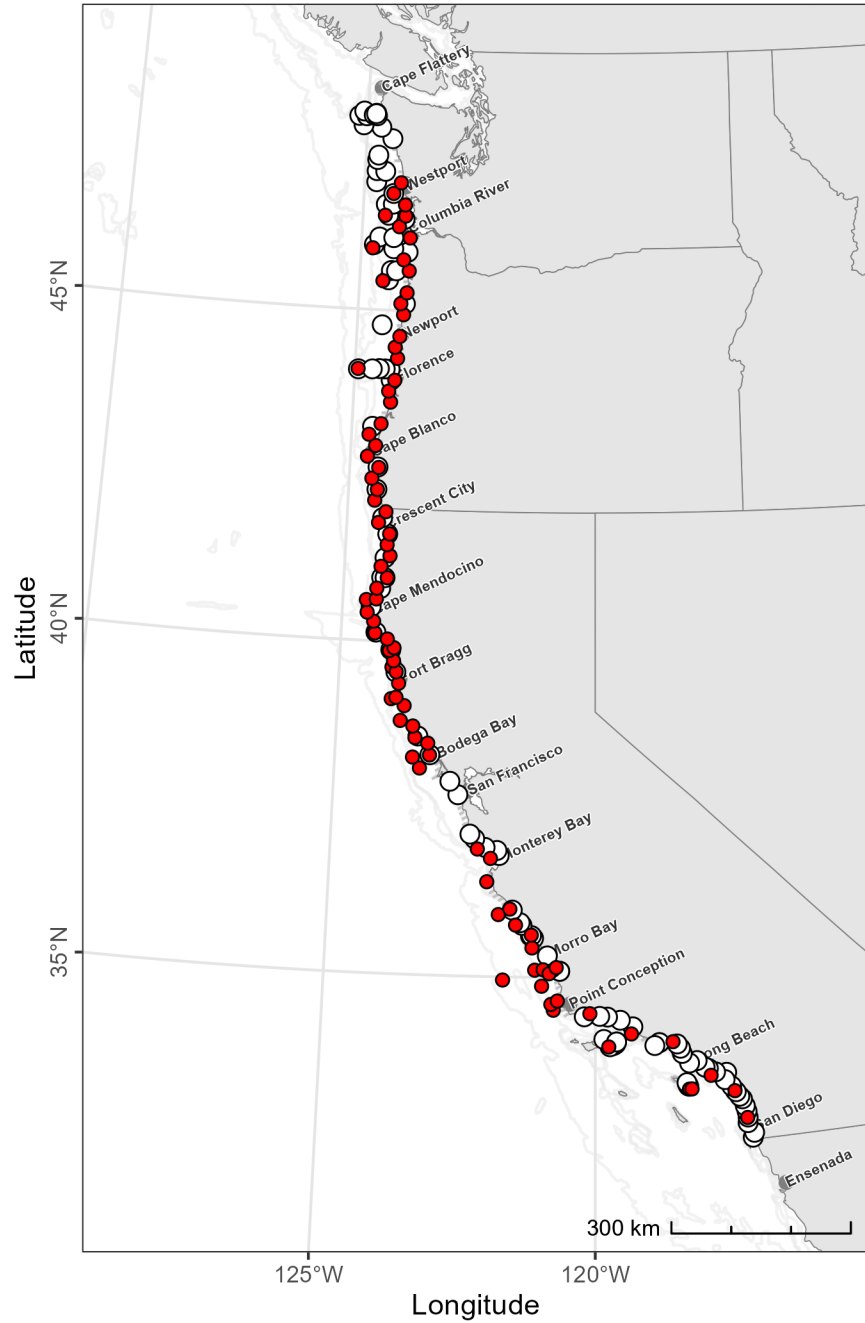 Cape Flattery
Westport
Columbia River
45°N
Newport
Florence
Cape Blanco
Crescent City
Cape Mendocino
40°N
Latitude
Fort Bragg
Bodega Bay
San Francisco
Monterey Bay
35°N
Morro Bay
Point Conception
Long Beach
San Diego
Ensenada
300 km
125°W
120°W
Longitude